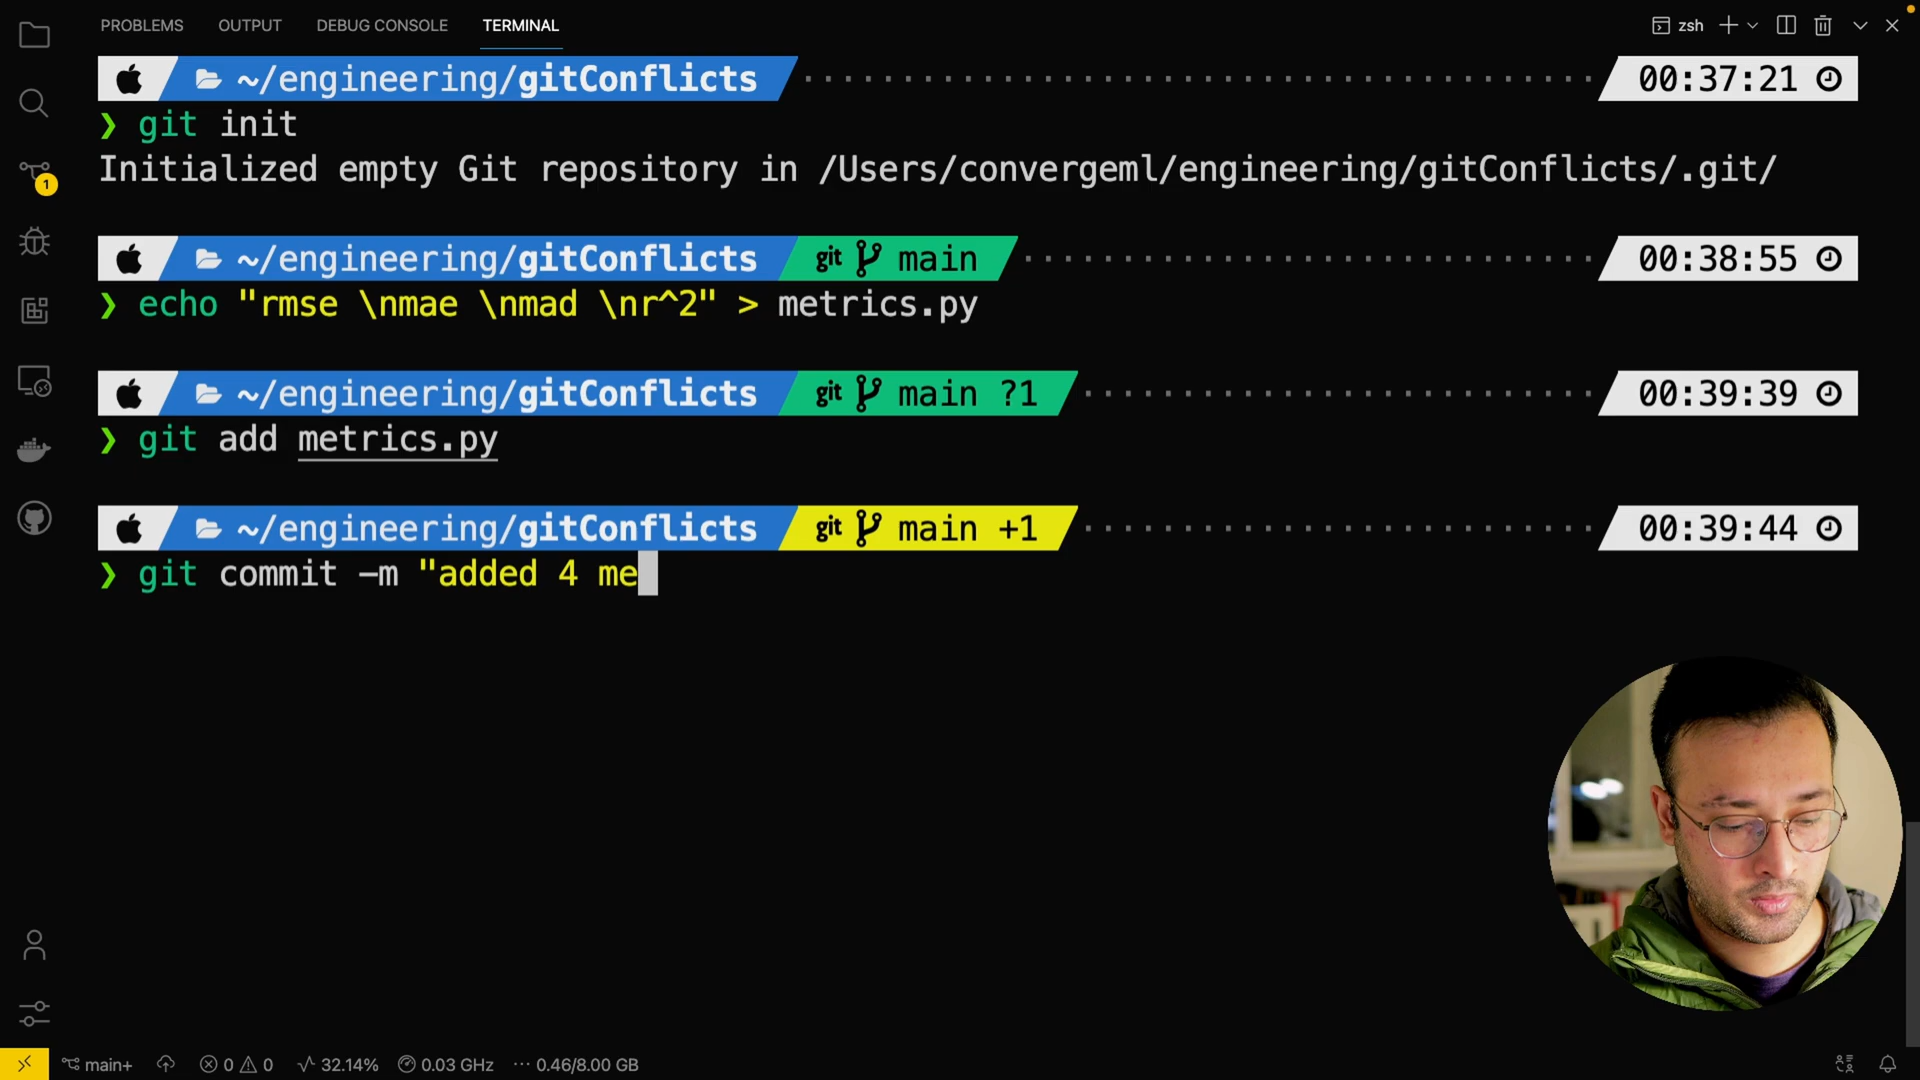 PROBLEMS OUTPUT DEBUG CONSOLE TERMINAL zsh
~/engineering/gitConflicts 00:37:21
❯ git init
Initialized empty Git repository in /Users/convergeml/engineering/gitConflicts/.git/
1
~/engineering/gitConflicts git main 00:38:55
❯ echo "rmse \nmae \nmad \nr^2" > metrics.py
~/engineering/gitConflicts git main ?1 00:39:39
❯ git add metrics.py
~/engineering/gitConflicts git main +1 00:39:44
❯ git commit -m "added 4 me
main+ 0 0 32.14% 0.03 GHz ··· 0.46/8.00 GB